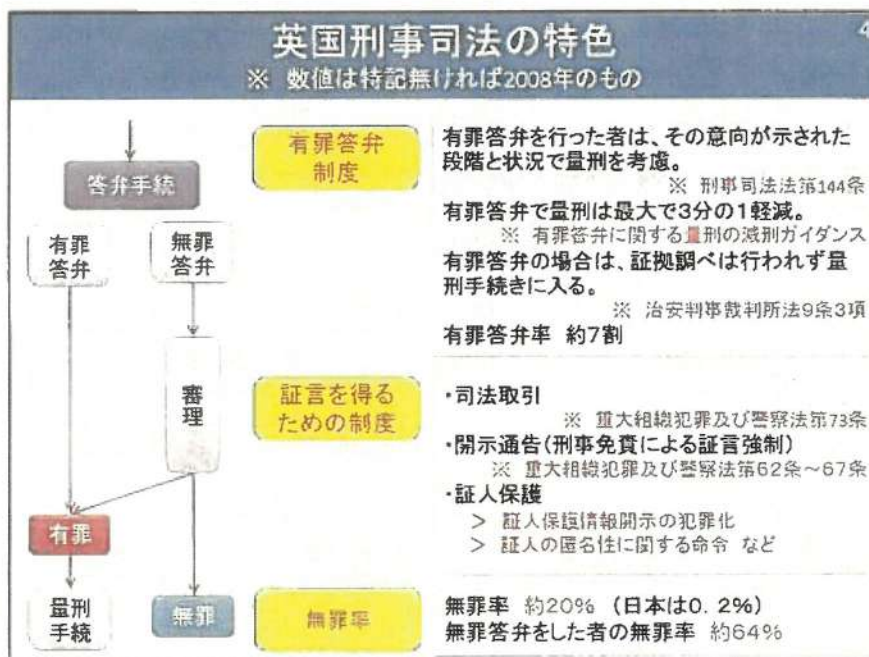 4
英国刑事司法の特色
※ 数値は特記無ければ2008年のもの
答弁手続
有罪
答弁
無罪
答弁
審理
有罪
量刑
手続
無罪
有罪答弁
制度
有罪答弁を行った者は、その意向が示された
段階と状況で量刑を考慮。
※ 刑事司法法第144条
有罪答弁で量刑は最大で3分の1軽減。
※ 有罪答弁に関する量刑の減刑ガイダンス
有罪答弁の場合は、証拠調べは行われず量
刑手続きに入る。
※ 治安判事裁判所法9条3項
有罪答弁率 約7割
証言を得る
ための制度
・司法取引
※ 重大組織犯罪及び警察法第73条
・開示通告(刑事免責による証言強制)
※ 重大組織犯罪及び警察法第62条～67条
・証人保護
> 証人保護情報開示の犯罪化
> 証人の匿名性に関する命令 など
無罪率
無罪率 約20% (日本は0.2%)
無罪答弁をした者の無罪率 約64%